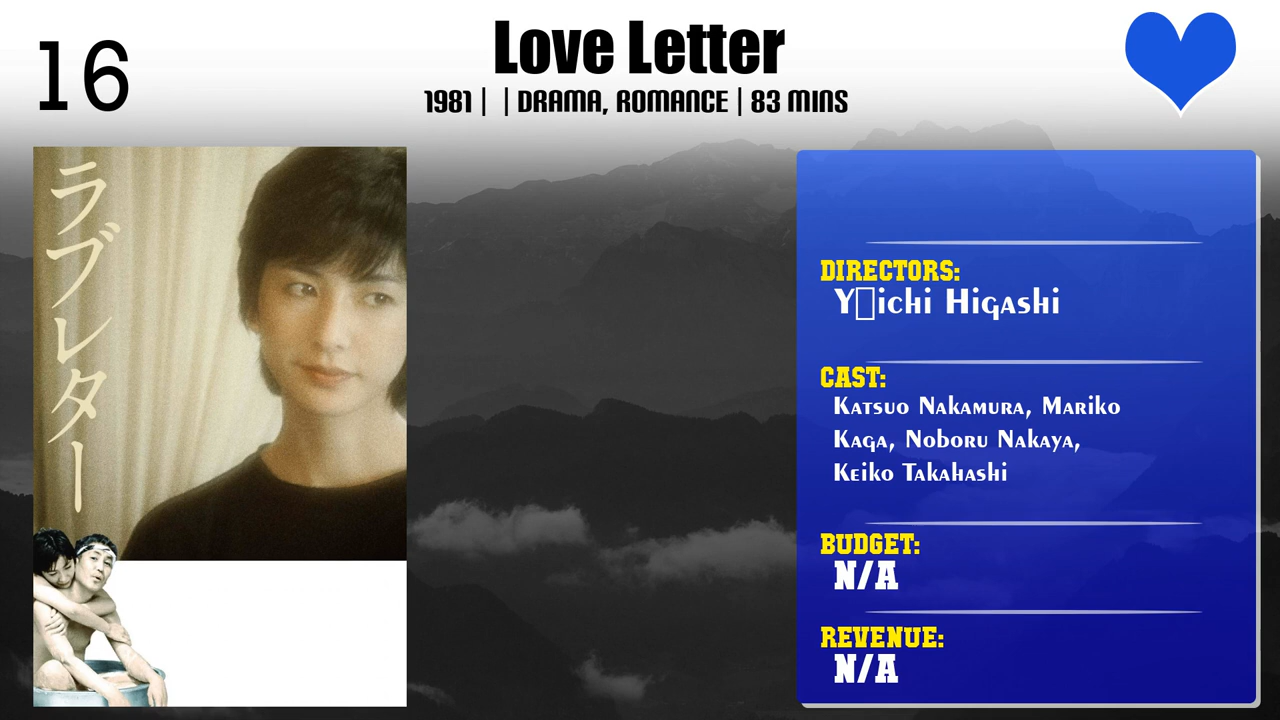 16
Love Letter
1981 | | DRAMA, ROMANCE | 83 MINS
ラブレター
DIRECTORS:
Y□ichi Higashi
CAST:
Katsuo Nakamura, Mariko
Kaga, Noboru Nakaya,
Keiko Takahashi
BUDGET:
N/A
REVENUE:
N/A